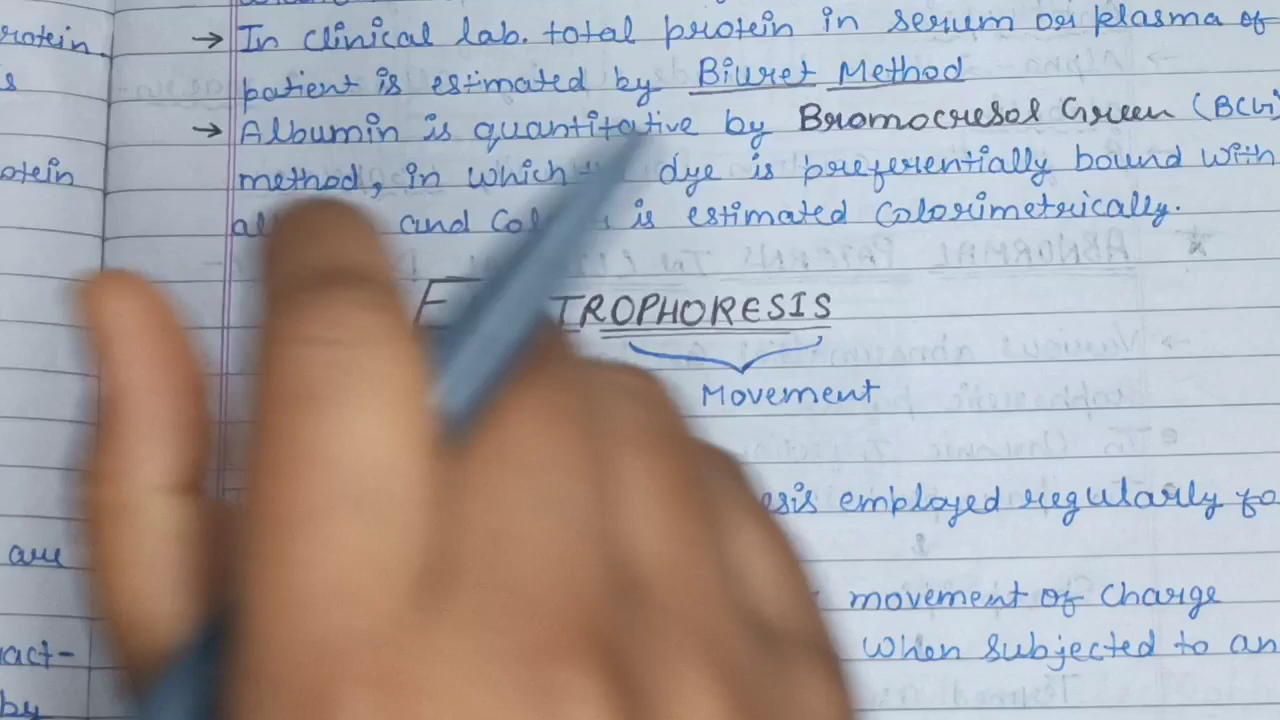 rotein
s
otein
are
act-
by
→ In clinical lab. total protein in serum or plasma of
patient is estimated by Biuret Method
→ Albumin is quantitative by Bromocresol Green (BCG)
method, in which dye is preferentially bound with
and is estimated Colorimetrically.
TROPHORESIS
Movement
esis employed regularly fo
movement of Charge
When subjected to an